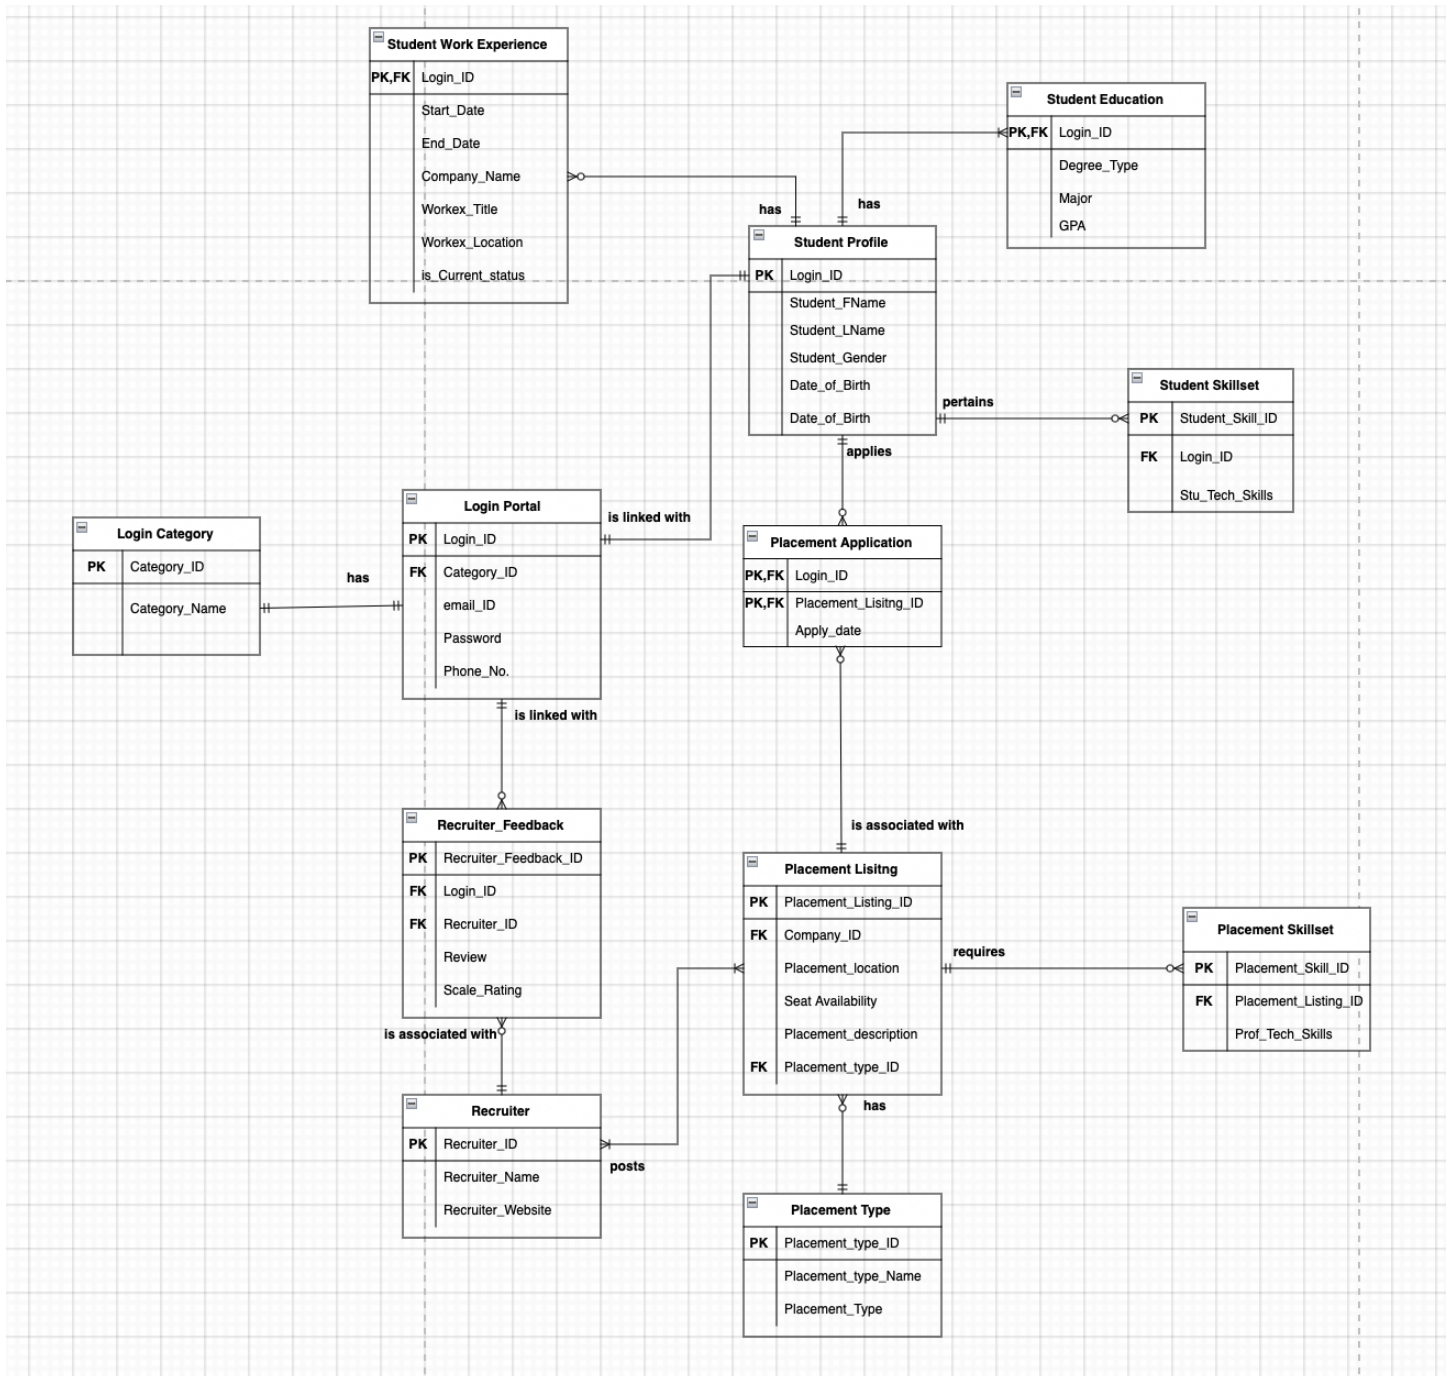 Student Work Experience
PK,FK Login_ID
Start_Date
End_Date
Company_Name
Workex_Title
Workex_Location
is_Current_status
Student Education
PK,FK Login_ID
Degree_Type
Major
GPA
has
has
Student Profile
PK Login_ID
Student_FName
Student_LName
Student_Gender
Date_of_Birth
Date_of_Birth
pertains
Student Skillset
PK Student_Skill_ID
FK Login_ID
Stu_Tech_Skills
applies
Login Category
PK Category_ID
Category_Name
has
Login Portal
PK Login_ID
FK Category_ID
email_ID
Password
Phone_No.
is linked with
Placement Application
PK,FK Login_ID
PK,FK Placement_Lisitng_ID
Apply_date
is linked with
Recruiter_Feedback
PK Recruiter_Feedback_ID
FK Login_ID
FK Recruiter_ID
Review
Scale_Rating
is associated with
is associated with
Placement Lisitng
PK Placement_Listing_ID
FK Company_ID
Placement_location
Seat Availability
Placement_description
FK Placement_type_ID
requires
Placement Skillset
PK Placement_Skill_ID
FK Placement_Listing_ID
Prof_Tech_Skills
Recruiter
PK Recruiter_ID
Recruiter_Name
Recruiter_Website
posts
has
Placement Type
PK Placement_type_ID
Placement_type_Name
Placement_Type